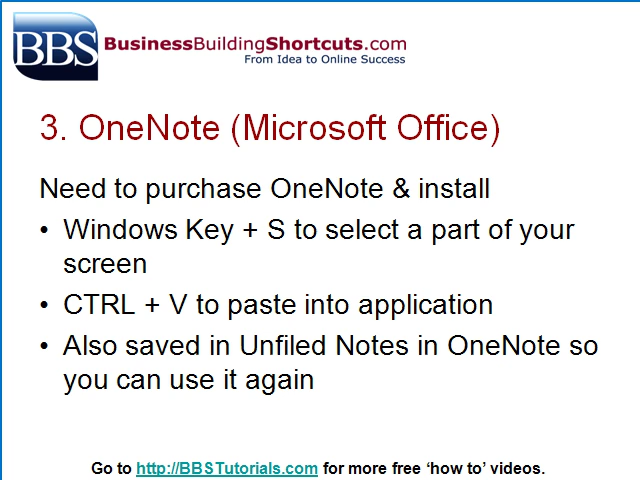 BBS BusinessBuildingShortcuts.com
From Idea to Online Success
3. OneNote (Microsoft Office)
Need to purchase OneNote & install
• Windows Key + S to select a part of your
screen
• CTRL + V to paste into application
• Also saved in Unfiled Notes in OneNote so
you can use it again
Go to http://BBSTutorials.com for more free ‘how to’ videos.